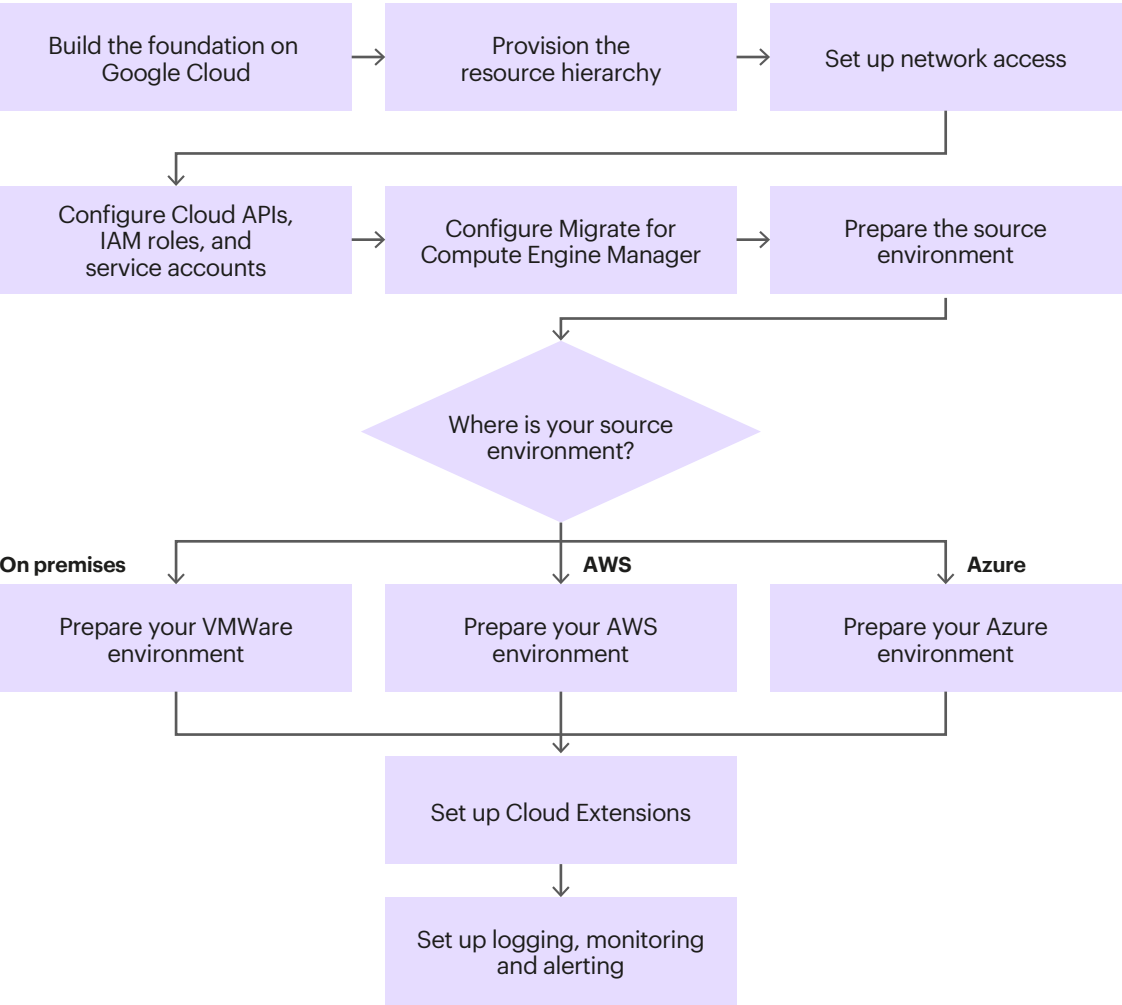 Build the foundation on
Google Cloud
Provision the
resource hierarchy
Set up network access
Configure Cloud APIs,
IAM roles, and
service accounts
Configure Migrate for
Compute Engine Manager
Prepare the source
environment
Where is your source
environment?
On premises
AWS
Azure
Prepare your VMWare
environment
Prepare your AWS
environment
Prepare your Azure
environment
Set up Cloud Extensions
Set up logging, monitoring
and alerting